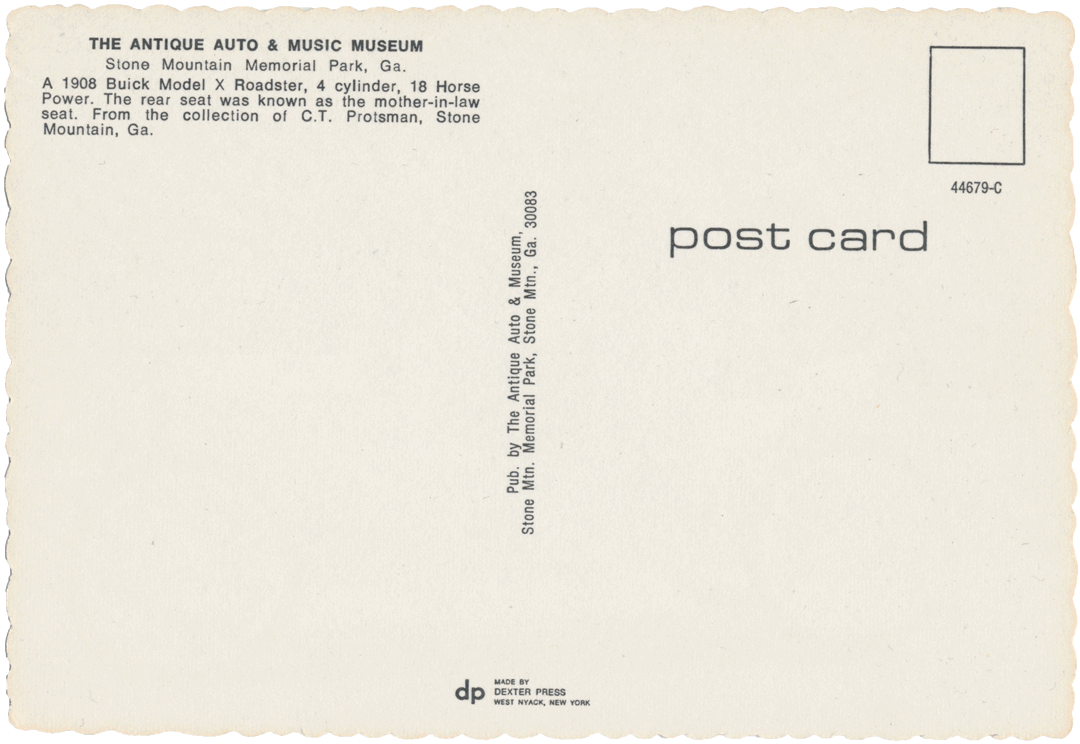 THE ANTIQUE AUTO & MUSIC MUSEUM
Stone Mountain Memorial Park, Ga.
A 1908 Buick Model X Roadster, 4 cylinder, 18 Horse
Power. The rear seat was known as the mother-in-law
seat. From the collection of C.T. Protsman, Stone
Mountain, Ga.
44679-C
post card
Pub. by The Antique Auto & Museum,
Stone Mtn. Memorial Park, Stone Mtn., Ga. 30083
dp
MADE BY
DEXTER PRESS
WEST NYACK, NEW YORK